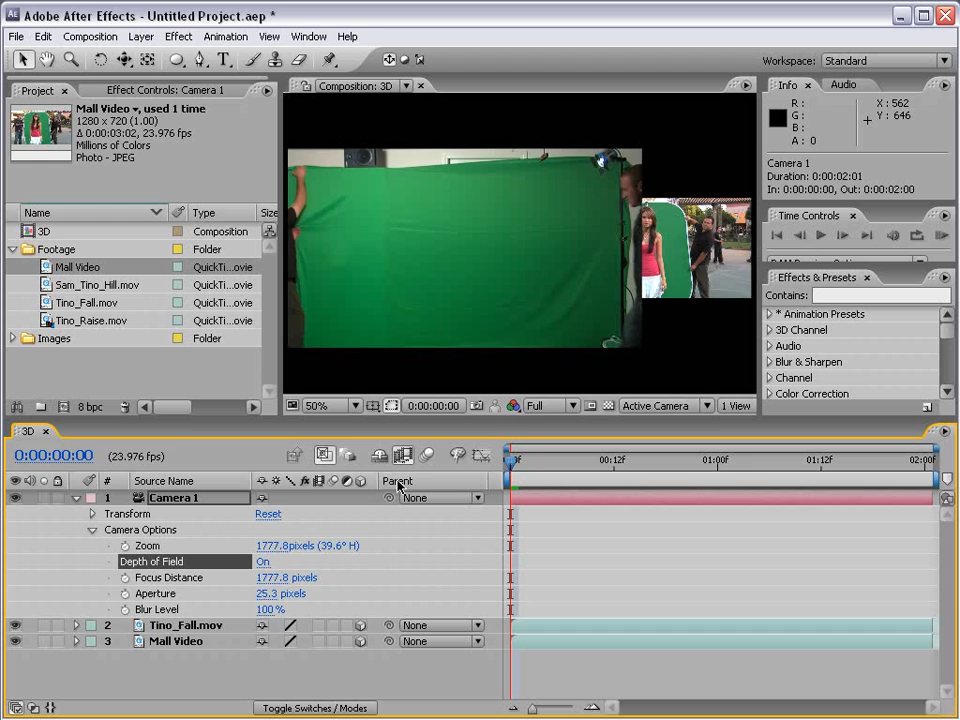 Adobe After Effects - Untitled Project.aep *
File Edit Composition Layer Effect Animation View Window Help
Workspace: Standard
Project Effect Controls: Camera 1
Mall Video, used 1 time
1280 x 720 (1.00)
Δ 0:00:03:02, 23.976 fps
Millions of Colors
Photo - JPEG
Name Type Size
3D Composition
Footage Folder
Mall Video QuickTi...ovie
Sam_Tino_Hill.mov QuickTi...ovie
Tino_Fall.mov QuickTi...ovie
Tino_Raise.mov QuickTi...ovie
Images Folder
8 bpc
Composition: 3D
50% 0:00:00:00 Full Active Camera 1 View
Info Audio
R : X : 562
G : Y : 646
B :
A : 0
Camera 1
Duration: 0:00:02:01
In: 0:00:00:00, Out: 0:00:02:00
Time Controls
Effects & Presets
Contains:
* Animation Presets
3D Channel
Audio
Blur & Sharpen
Channel
Color Correction
3D
0:00:00:00 (23.976 fps)
00:12f 01:00f 01:12f 02:00f
# Source Name Parent
1 Camera 1 None
Transform Reset
Camera Options
Zoom 1777.8pixels (39.6° H)
Depth of Field On
Focus Distance 1777.8 pixels
Aperture 25.3 pixels
Blur Level 100 %
2 Tino_Fall.mov None
3 Mall Video None
Toggle Switches / Modes